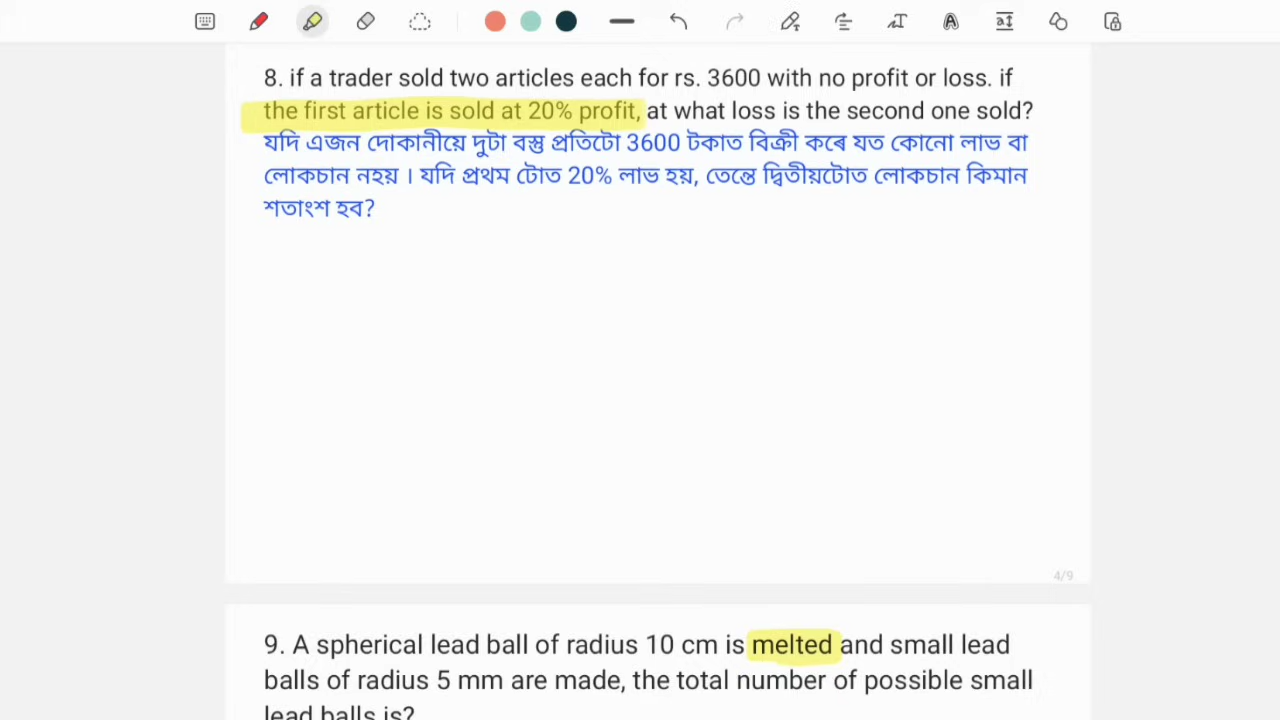 8. if a trader sold two articles each for rs. 3600 with no profit or loss. if
the first article is sold at 20% profit, at what loss is the second one sold?
যদি এজন দোকানীয়ে দুটা বস্তু প্ৰতিটো 3600 টকাত বিক্ৰী কৰে যত কোনো লাভ বা
লোকচান নহয় । যদি প্ৰথম টোত 20% লাভ হয়, তেন্তে দ্বিতীয়টোত লোকচান কিমান
শতাংশ হব?
4/9
9. A spherical lead ball of radius 10 cm is melted and small lead
balls of radius 5 mm are made, the total number of possible small
lead balls is?